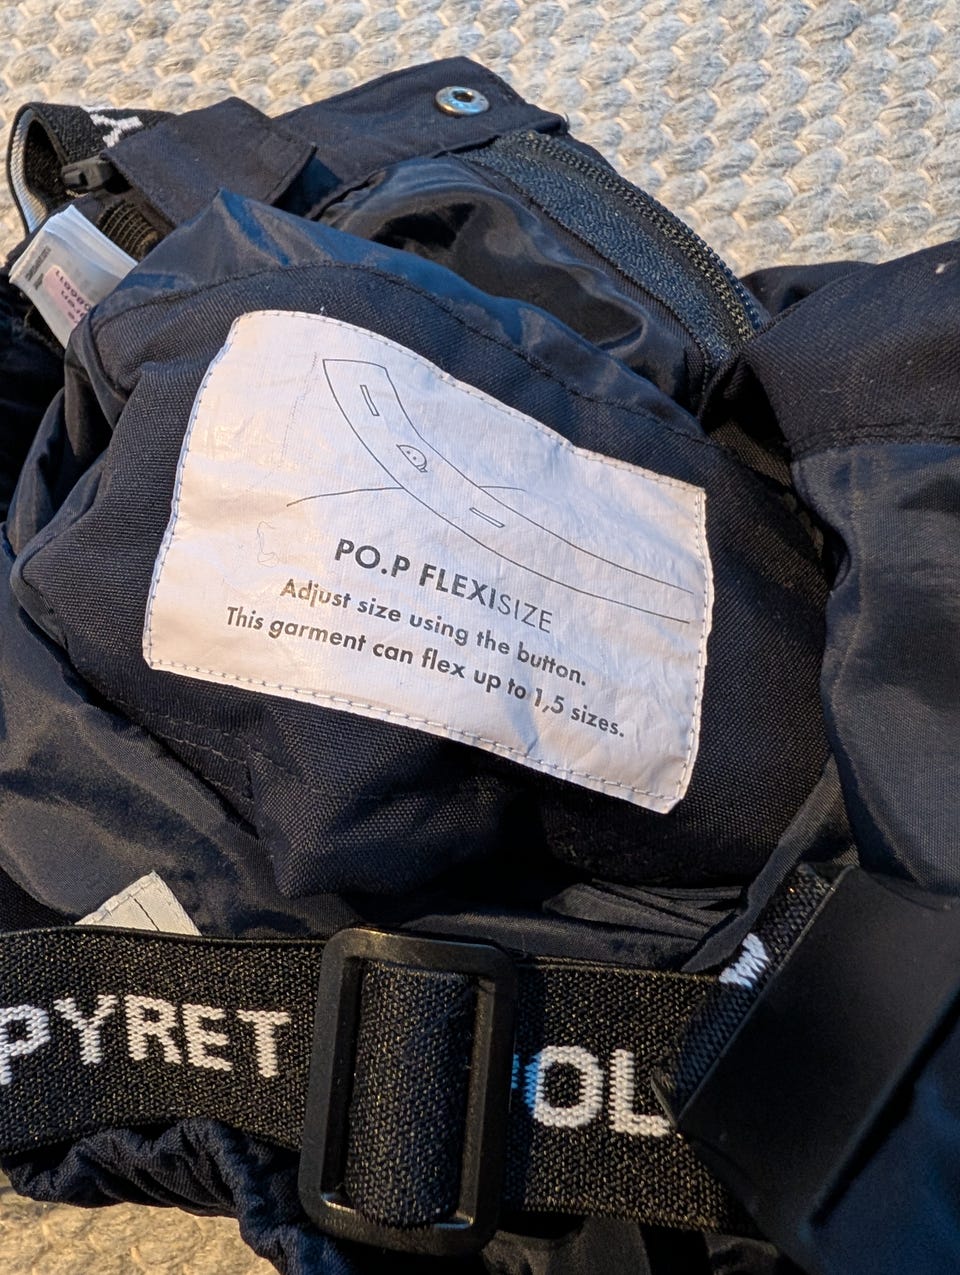 PO.P FLEXISIZE
Adjust size using the button.
This garment can flex up to 1,5 sizes.
PYRET
OL